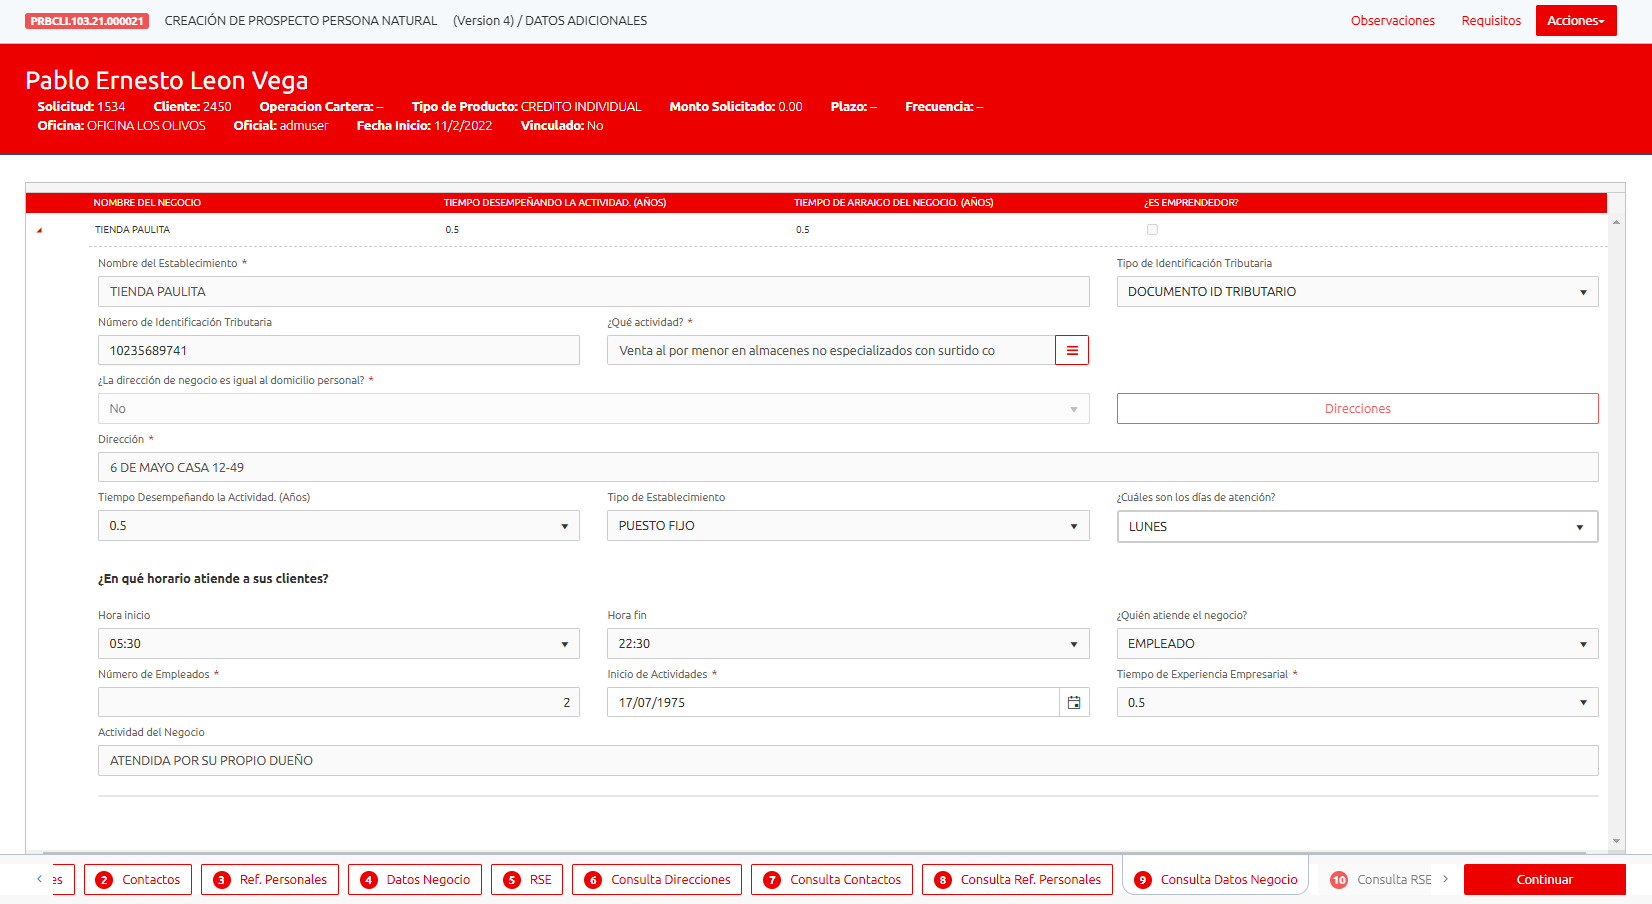 PRBCLI.103.21.000021 CREACIÓN DE PROSPECTO PERSONA NATURAL (Version 4) / DATOS ADICIONALES Observaciones Requisitos Acciones
Pablo Ernesto Leon Vega
Solicitud: 1534 Cliente: 2450 Operacion Cartera: -- Tipo de Producto: CREDITO INDIVIDUAL Monto Solicitado: 0.00 Plazo: -- Frecuencia: --
Oficina: OFICINA LOS OLIVOS Oficial: admuser Fecha Inicio: 11/2/2022 Vinculado: No
NOMBRE DEL NEGOCIO TIEMPO DESEMPEÑANDO LA ACTIVIDAD. (AÑOS) TIEMPO DE ARRAIGO DEL NEGOCIO. (AÑOS) ¿ES EMPRENDEDOR?
TIENDA PAULITA 0.5 0.5
Nombre del Establecimiento * Tipo de Identificación Tributaria
TIENDA PAULITA DOCUMENTO ID TRIBUTARIO
Número de Identificación Tributaria ¿Qué actividad? *
10235689741 Venta al por menor en almacenes no especializados con surtido co
¿La dirección de negocio es igual al domicilio personal? *
No Direcciones
Dirección *
6 DE MAYO CASA 12-49
Tiempo Desempeñando la Actividad. (Años) Tipo de Establecimiento ¿Cuáles son los días de atención?
0.5 PUESTO FIJO LUNES
¿En qué horario atiende a sus clientes?
Hora inicio Hora fin ¿Quién atiende el negocio?
05:30 22:30 EMPLEADO
Número de Empleados * Inicio de Actividades * Tiempo de Experiencia Empresarial *
2 17/07/1975 0.5
Actividad del Negocio
ATENDIDA POR SU PROPIO DUEÑO
es 2 Contactos 3 Ref. Personales 4 Datos Negocio 5 RSE 6 Consulta Direcciones 7 Consulta Contactos 8 Consulta Ref. Personales 9 Consulta Datos Negocio 10 Consulta RSE Continuar